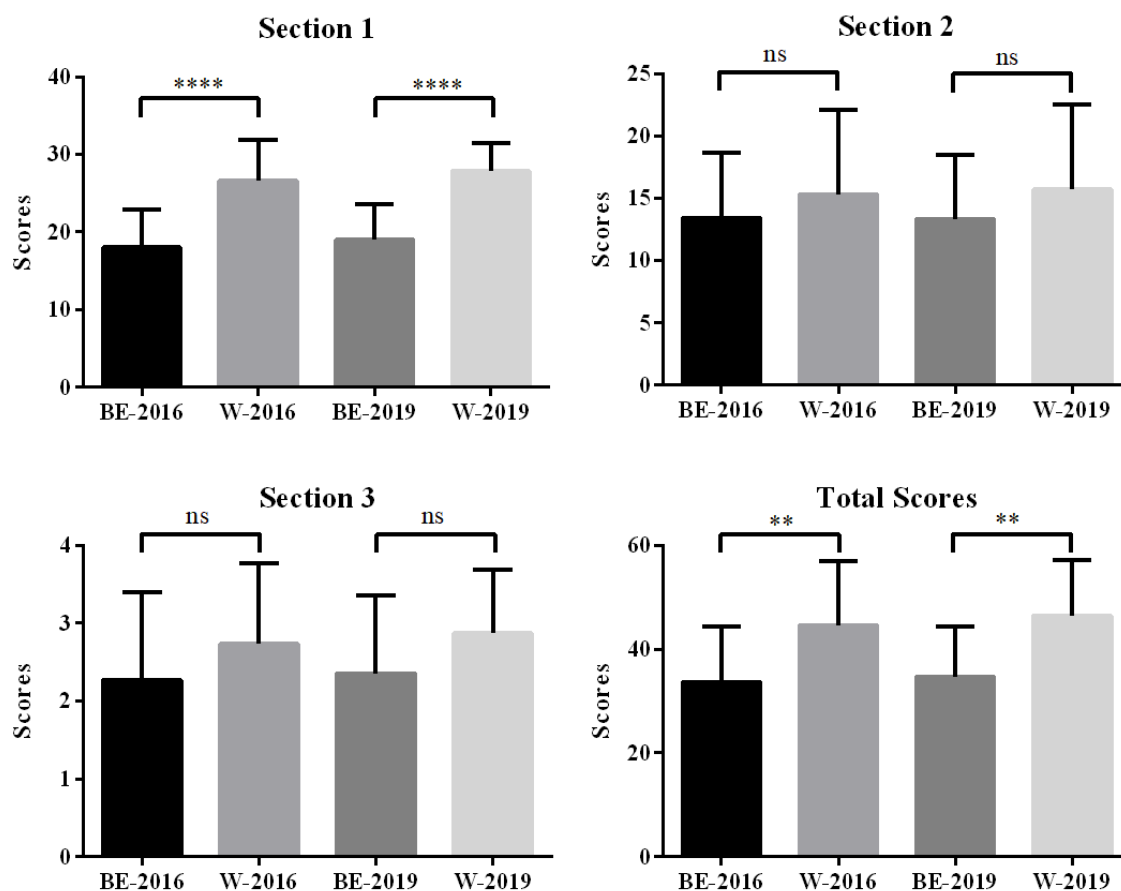 Section 1
**** ****
40
30
20
10
0
Scores
BE-2016 W-2016 BE-2019 W-2019
Section 2
ns ns
25
20
15
10
5
0
Scores
BE-2016 W-2016 BE-2019 W-2019
Section 3
ns ns
4
3
2
1
0
Scores
BE-2016 W-2016 BE-2019 W-2019
Total Scores
** **
60
40
20
0
Scores
BE-2016 W-2016 BE-2019 W-2019